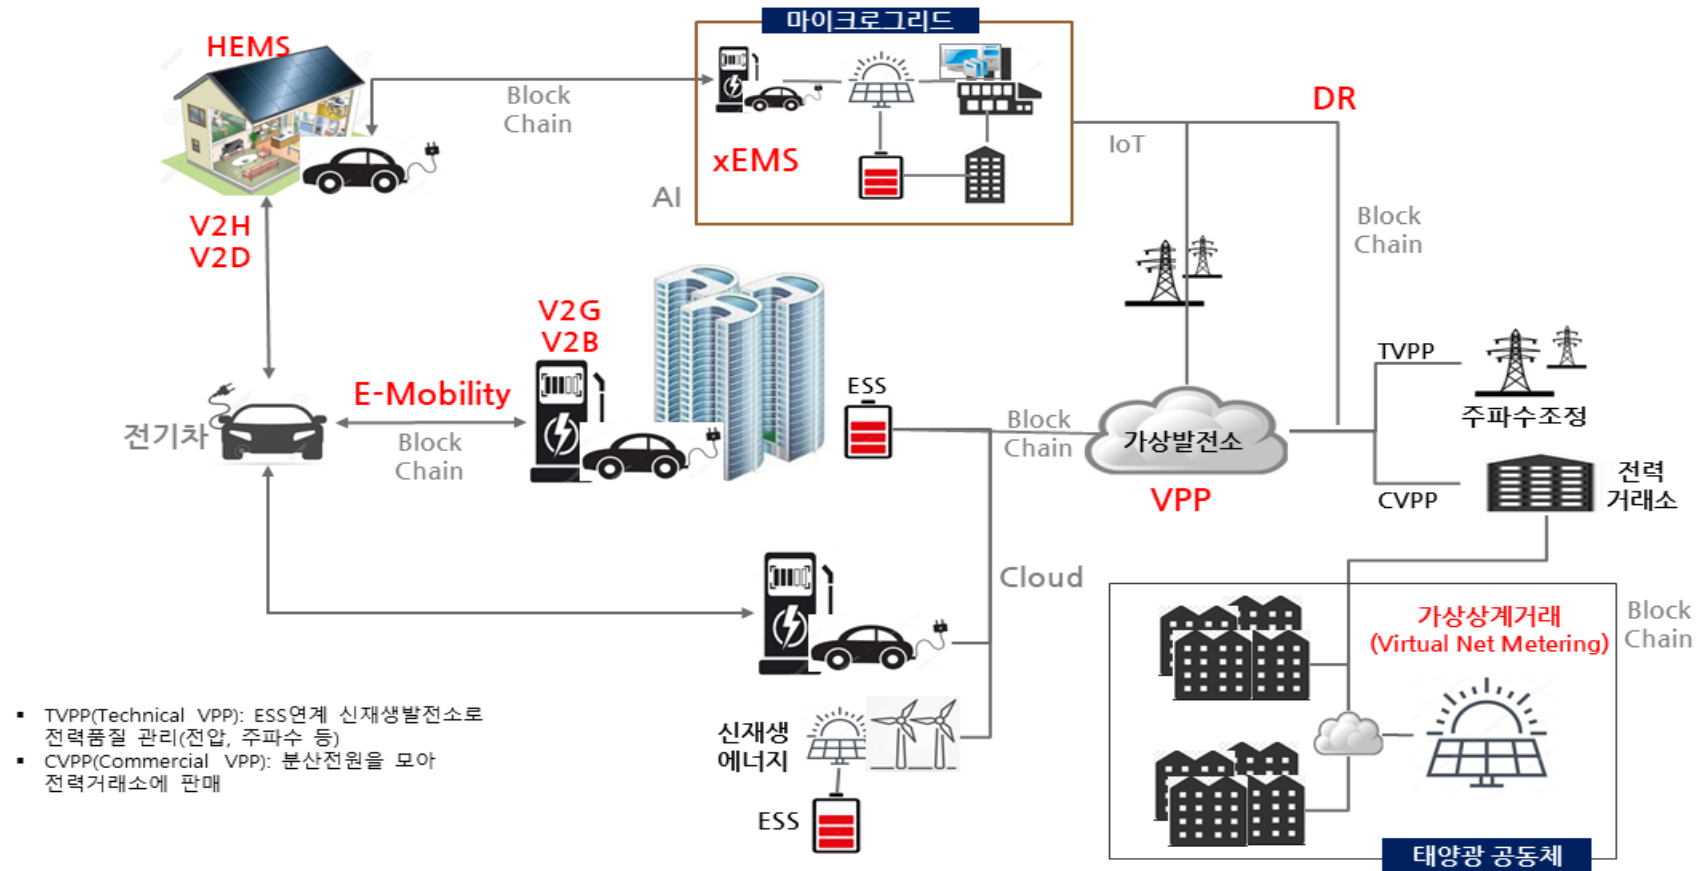 마이크로그리드
HEMS
Block
Chain
DR
IoT
xEMS
AI
V2H
V2D
Block
Chain
V2G
V2B
TVPP
E-Mobility
ESS
주파수조정
Block
Chain
전기차
Block
Chain
가상발전소
VPP
CVPP
전력
거래소
Cloud
가상상계거래
(Virtual Net Metering)
Block
Chain
▪ TVPP(Technical VPP): ESS연계 신재생발전소로
전력품질 관리(전압, 주파수 등)
▪ CVPP(Commercial VPP): 분산전원을 모아
전력거래소에 판매
신재생
에너지
ESS
태양광 공동체